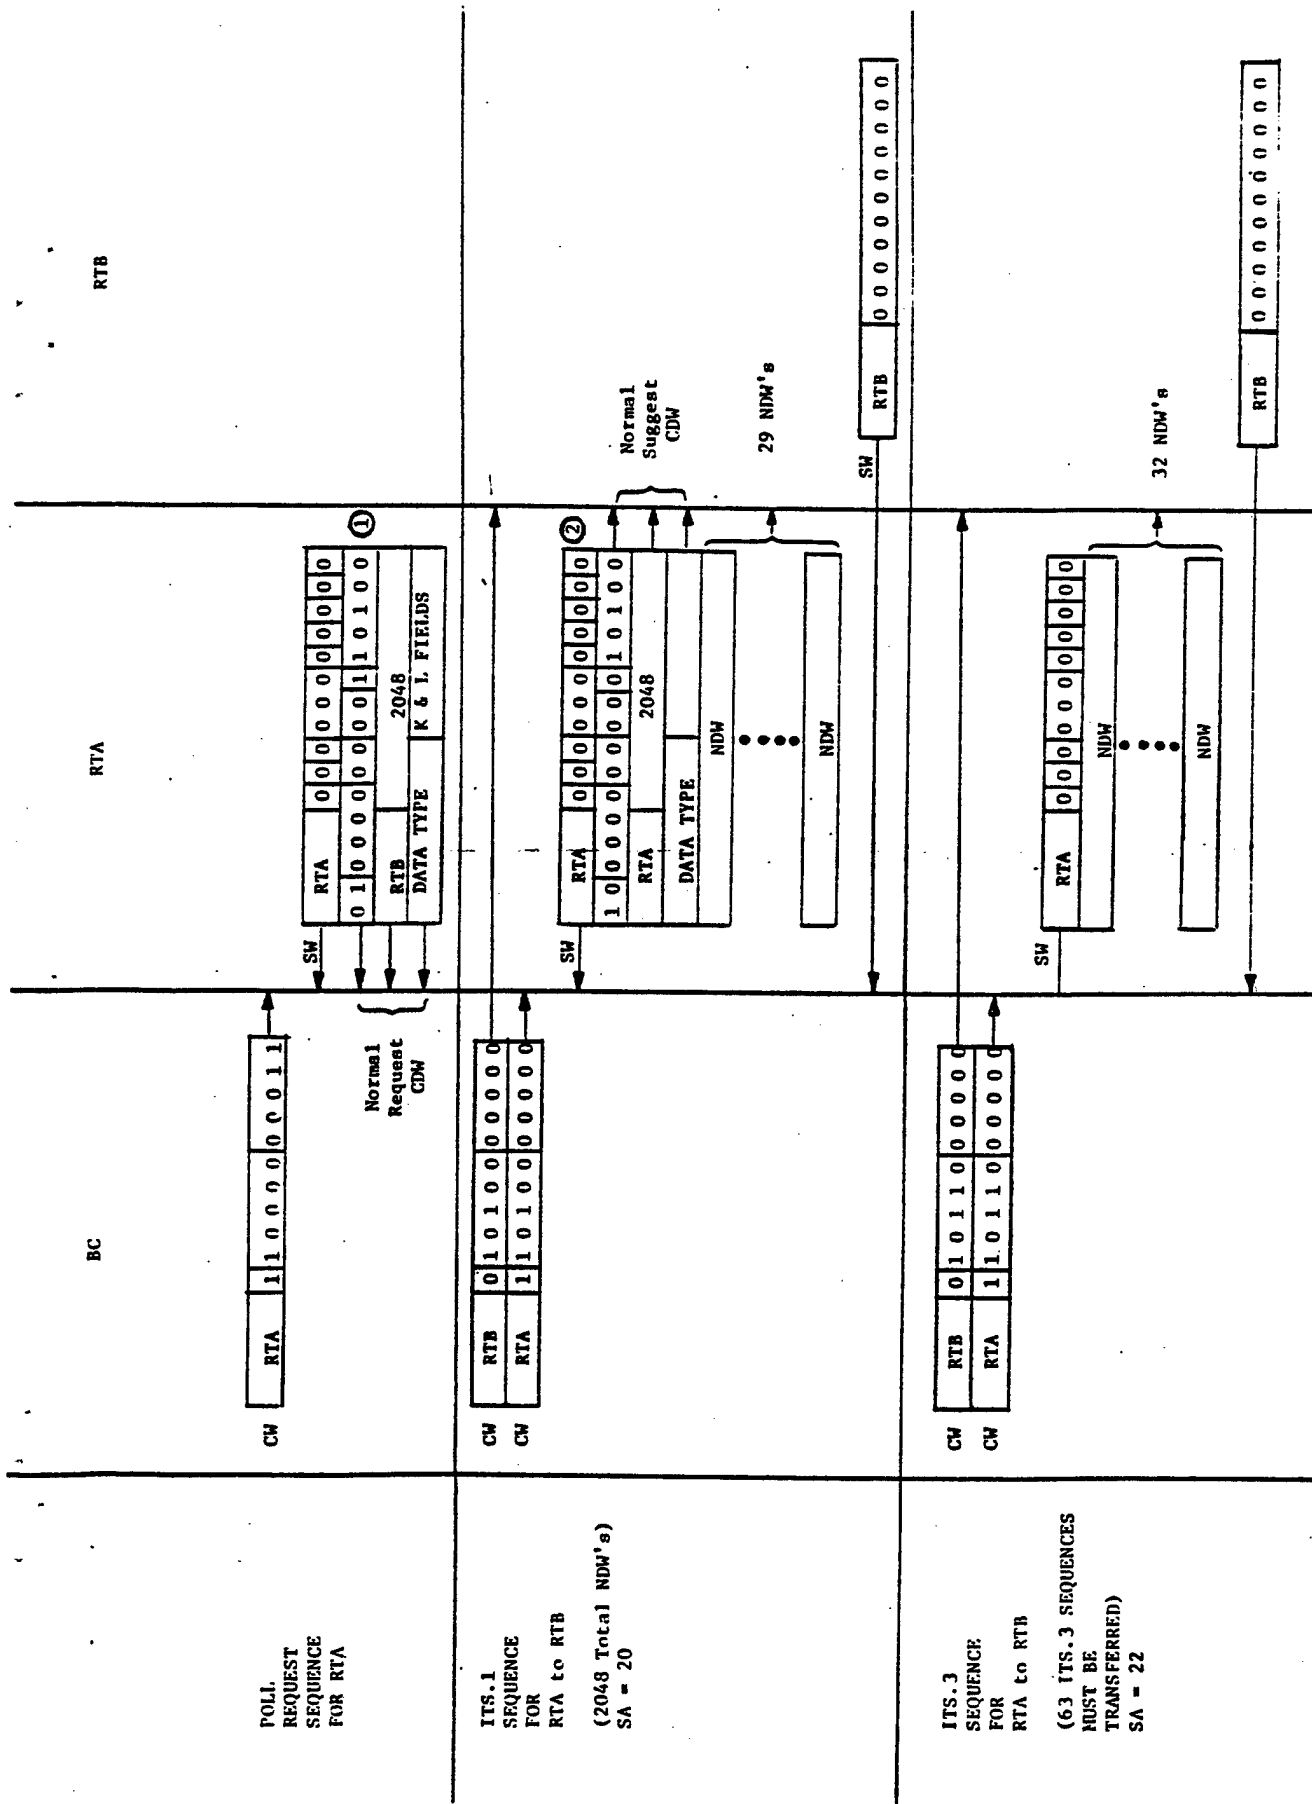 BC
RTA
RTB
POLL
REQUEST
SEQUENCE
FOR RTA
CW
RTA 1 1 0 0 0 0 0 0 0 1 1
Normal
Request
CDW
SW
RTA 0 0 0 0 0 0 0 0 0 0 0
0 1 0 0 0 0 0 0 0 1 1 0 1 0 0
①
RTB 2048
DATA TYPE K & L FIELDS
ITS.1
SEQUENCE
FOR
RTA to RTB
(2048 Total NDW's)
SA = 20
CW
RTB 0 1 0 1 0 0 0 0 0 0 0
CW
RTA 1 1 0 1 0 0 0 0 0 0 0
SW
RTA 0 0 0 0 0 0 0 0 0 0 0
②
1 0 0 0 0 0 0 0 0 0 1 0 1 0 0
RTA 2048
DATA TYPE
NDW
NDW
Normal
Suggest
CDW
29 NDW's
SW
RTB 0 0 0 0 0 0 0 0 0 0 0
ITS.3
SEQUENCE
FOR
RTA to RTB
(63 ITS.3 SEQUENCES
MUST BE
TRANSFERRED)
SA = 22
CW
RTB 0 1 0 1 1 0 0 0 0 0 0
CW
RTA 1 1 0 1 1 0 0 0 0 0 0
SW
RTA 0 0 0 0 0 0 0 0 0 0 0
NDW
NDW
32 NDW's
RTB 0 0 0 0 0 0 0 0 0 0 0